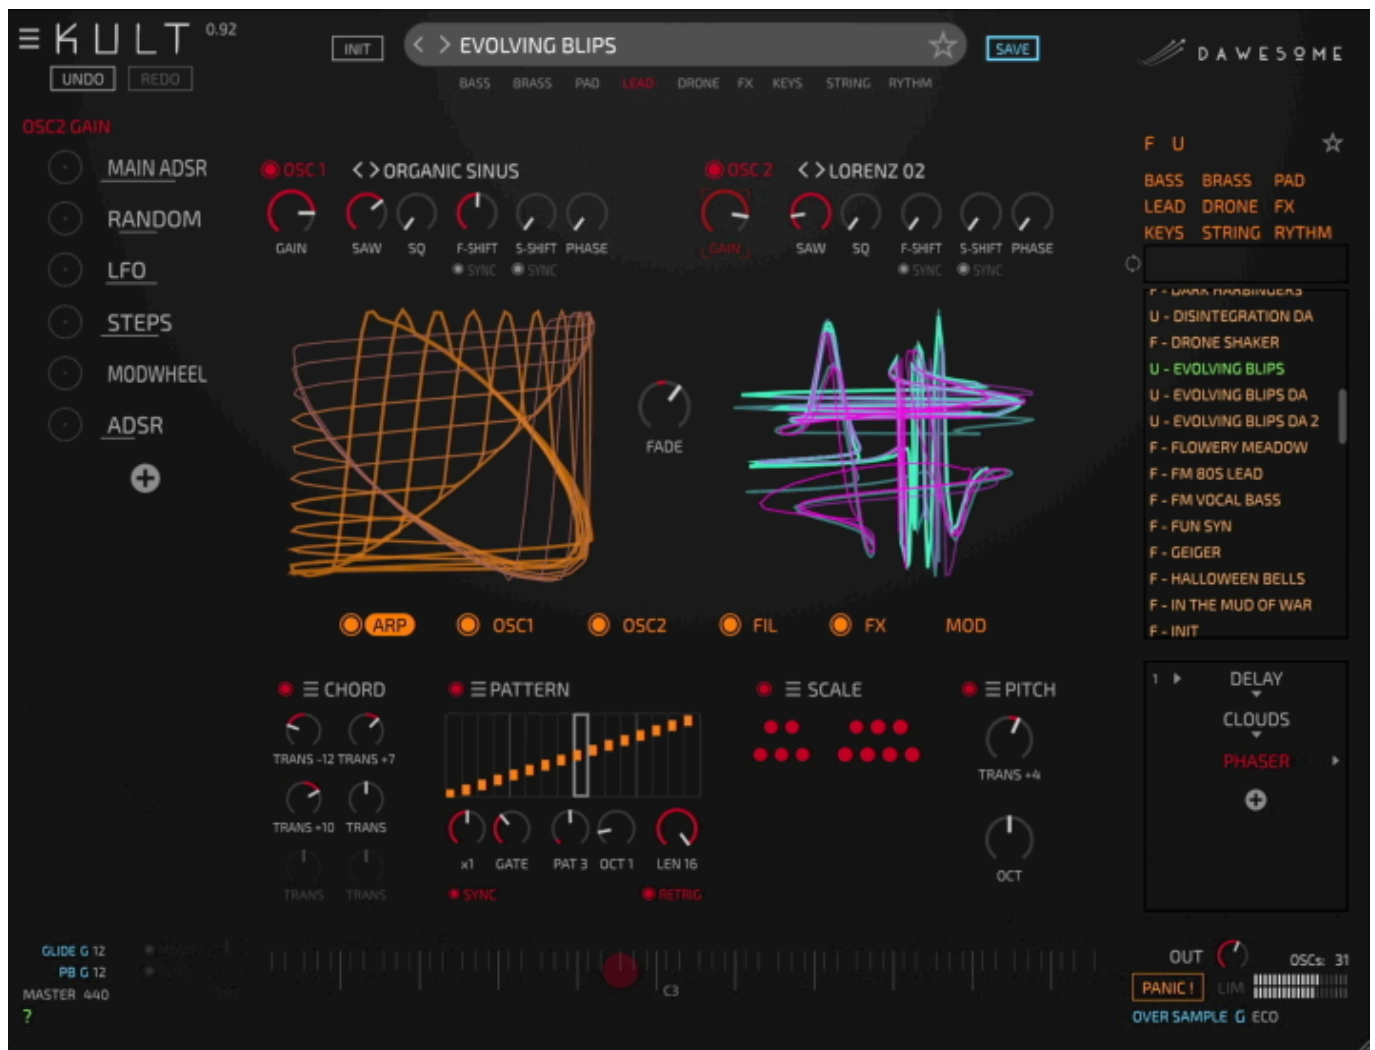 KULT 0.92
UNDO REDO
INIT
EVOLVING BLIPS
SAVE
DAWESOME
BASS BRASS PAD LEAD DRONE FX KEYS STRING RYTHM
OSC2 GAIN
MAIN ADSR
RANDOM
LFO
STEPS
MODWHEEL
ADSR
OSC 1 < > ORGANIC SINUS
GAIN SAW SQ F-SHIFT S-SHIFT PHASE
SYNC SYNC
OSC 2 < > LORENZ 02
GAIN SAW SQ F-SHIFT S-SHIFT PHASE
SYNC SYNC
FADE
F U
BASS BRASS PAD
LEAD DRONE FX
KEYS STRING RYTHM
F - DARK HARBINGERS
U - DISINTEGRATION DA
F - DRONE SHAKER
U - EVOLVING BLIPS
U - EVOLVING BLIPS DA
U - EVOLVING BLIPS DA 2
F - FLOWERY MEADOW
F - FM 80S LEAD
F - FM VOCAL BASS
F - FUN SYN
F - GEIGER
F - HALLOWEEN BELLS
F - IN THE MUD OF WAR
F - INIT
ARP OSC1 OSC2 FIL FX MOD
CHORD
TRANS -12 TRANS +7
TRANS +10 TRANS
TRANS TRANS
PATTERN
x1 GATE PAT 3 OCT 1 LEN 16
SYNC RETRIG
SCALE
PITCH
TRANS +4
OCT
1 DELAY
CLOUDS
PHASER
GLIDE G 12
PB G 12
MASTER 440
?
C3
OUT OSCs: 31
PANIC ! LIM
OVER SAMPLE G ECO